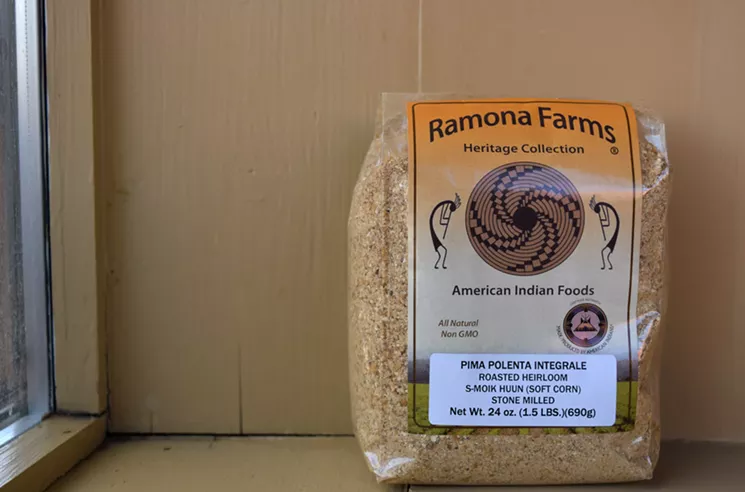 Ramona Farms
®
Heritage Collection
American Indian Foods
All Natural
Non GMO
PIMA POLENTA INTEGRALE
ROASTED HEIRLOOM
S-MOIK HUUN (SOFT CORN)
STONE MILLED
Net Wt. 24 oz. (1.5 LBS.)(690g)